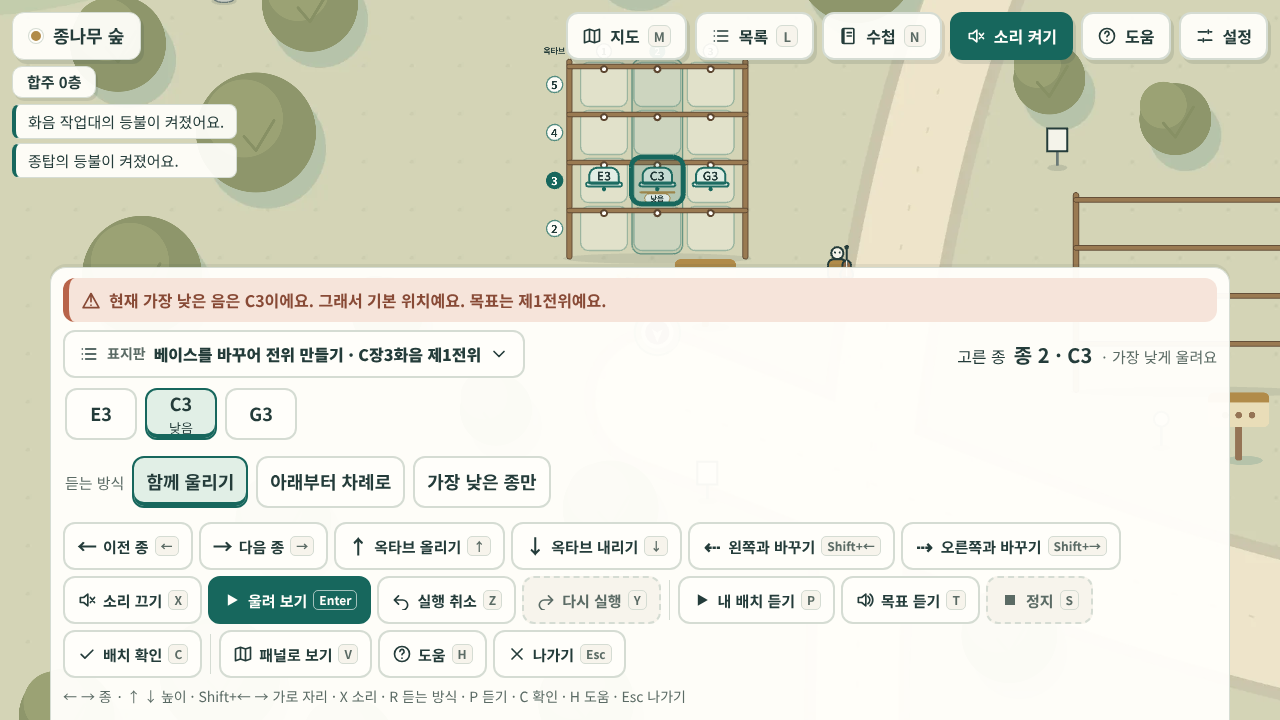 종나무 숲
지도 M
목록 L
수첩 N
소리 켜기
도움
설정
합주 0층
화음 작업대의 등불이 켜졌어요.
종탑의 등불이 켜졌어요.
옥타브
5
4
3
2
E3
C3
G3
낮음
현재 가장 낮은 음은 C3이에요. 그래서 기본 위치예요. 목표는 제1전위예요.
표지판 베이스를 바꾸어 전위 만들기 · C장3화음 제1전위
고른 종 종 2 · C3 · 가장 낮게 울려요
E3
C3
낮음
G3
듣는 방식 함께 울리기 아래부터 차례로 가장 낮은 종만
← 이전 종 ← → 다음 종 → ↑ 옥타브 올리기 ↑ ↓ 옥타브 내리기 ↓ 왼쪽과 바꾸기 Shift+← 오른쪽과 바꾸기 Shift+→
소리 끄기 X 울려 보기 Enter 실행 취소 Z 다시 실행 Y 내 배치 듣기 P 목표 듣기 T 정지 S
배치 확인 C 패널로 보기 V 도움 H 나가기 Esc
← → 종 · ↑ ↓ 높이 · Shift+← → 가로 자리 · X 소리 · R 듣는 방식 · P 듣기 · C 확인 · H 도움 · Esc 나가기